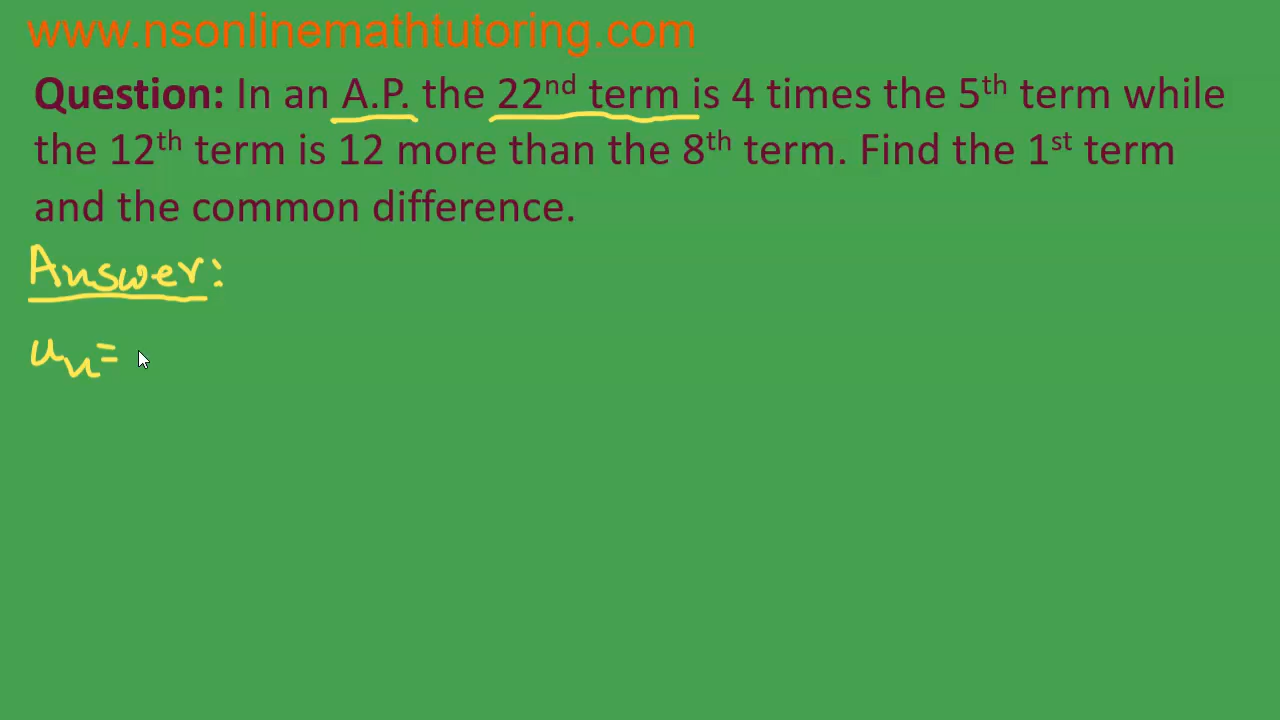 www.nsonlinemathtutoring.com
Question: In an A.P. the 22nd term is 4 times the 5th term while
the 12th term is 12 more than the 8th term. Find the 1st term
and the common difference.
Answer:
un=